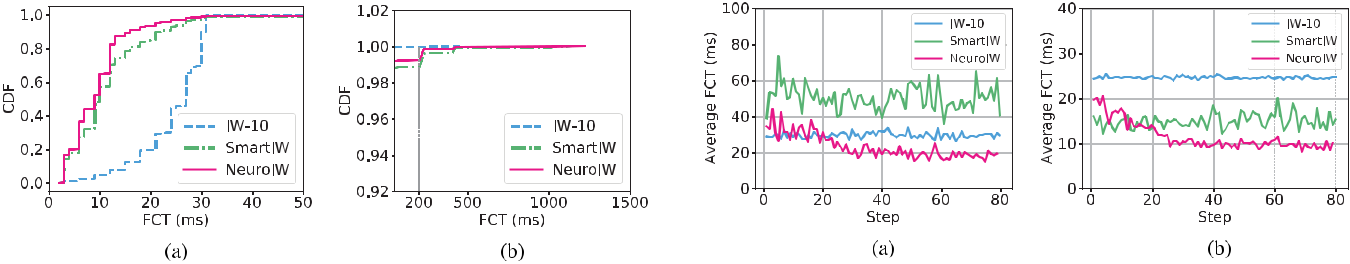 1.0
0.8
0.6
0.4
0.2
0.0
CDF
0 10 20 30 40 50
FCT (ms)
IW-10
SmartIW
NeuroIW
(a)
1.02
1.00
0.98
0.96
0.94
0.92
CDF
200 500 1000 1500
FCT (ms)
IW-10
SmartIW
NeuroIW
(b)
100
80
60
40
20
0
Average FCT (ms)
0 20 40 60 80
Step
IW-10
SmartIW
NeuroIW
(a)
40
30
20
10
0
Average FCT (ms)
0 20 40 60 80
Step
IW-10
SmartIW
NeuroIW
(b)